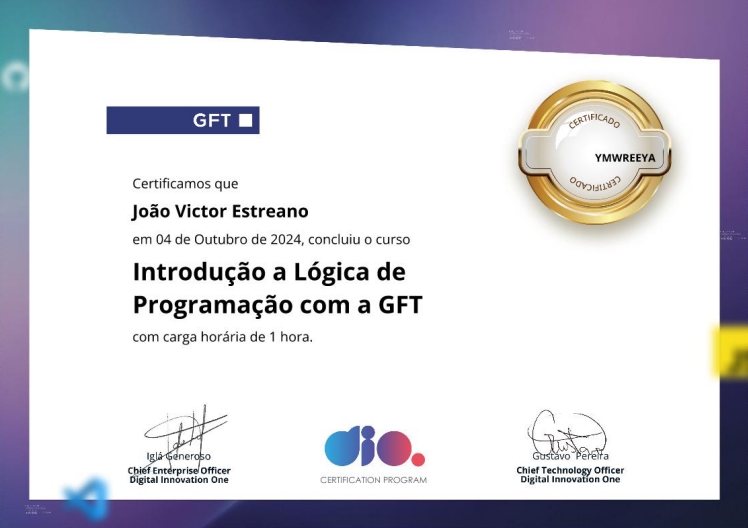 GFT
CERTIFICADO
YMWREEYA
CERTIFICADO
Certificamos que
João Victor Estreano
em 04 de Outubro de 2024, concluiu o curso
Introdução a Lógica de
Programação com a GFT
com carga horária de 1 hora.
Iglá Generoso
Chief Enterprise Officer
Digital Innovation One
dio.
CERTIFICATION PROGRAM
Gustavo Pereira
Chief Technology Officer
Digital Innovation One